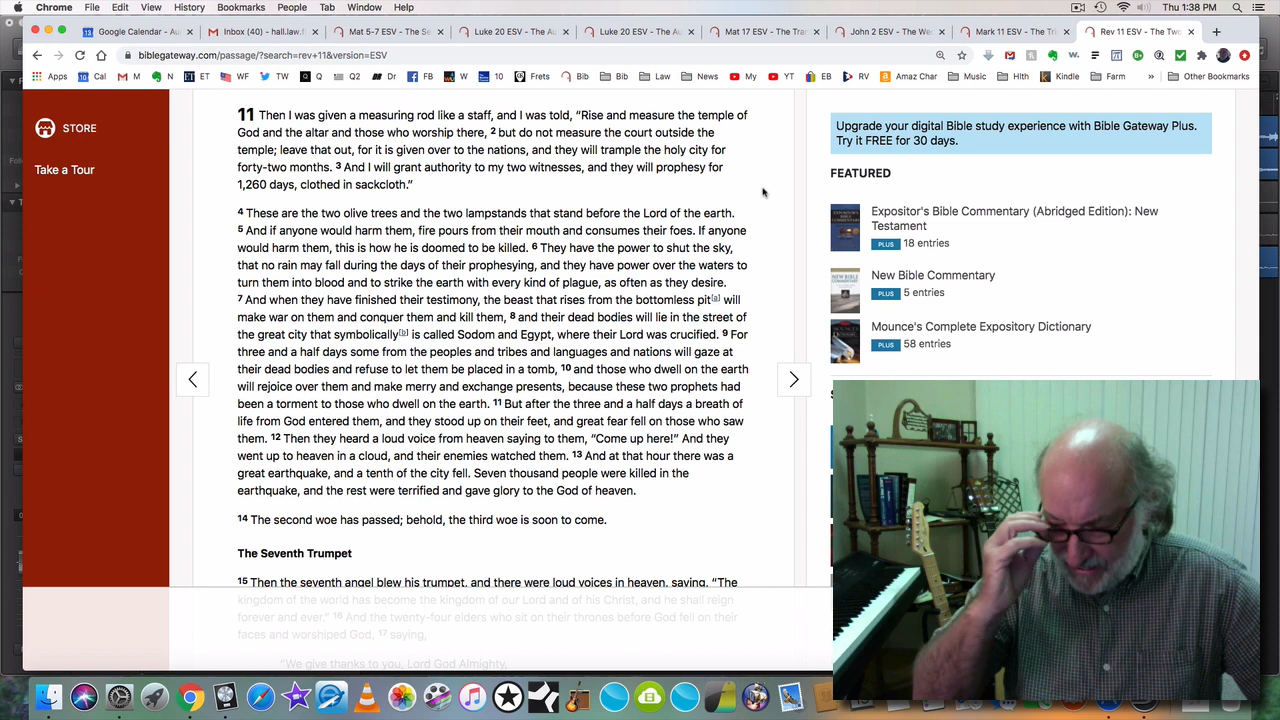 Chrome File Edit View History Bookmarks People Tab Window Help Thu 1:38 PM
Google Calendar - Au Inbox (40) - hall.law.f Mat 5-7 ESV - The Se Luke 20 ESV - The Au Luke 20 ESV - The Au Mat 17 ESV - The Tra John 2 ESV - The We Mark 11 ESV - The Tri Rev 11 ESV - The Two
biblegateway.com/passage/?search=rev+11&version=ESV
Apps Cal M N ET WF TW Q Q2 Dr FB W 10 Frets Bib Bib Law News My YT EB RV Amaz Char Music Hlth Kindle Farm » Other Bookmarks
STORE
Take a Tour
11 Then I was given a measuring rod like a staff, and I was told, “Rise and measure the temple of
God and the altar and those who worship there, 2 but do not measure the court outside the
temple; leave that out, for it is given over to the nations, and they will trample the holy city for
forty-two months. 3 And I will grant authority to my two witnesses, and they will prophesy for
1,260 days, clothed in sackcloth.”
4 These are the two olive trees and the two lampstands that stand before the Lord of the earth.
5 And if anyone would harm them, fire pours from their mouth and consumes their foes. If anyone
would harm them, this is how he is doomed to be killed. 6 They have the power to shut the sky,
that no rain may fall during the days of their prophesying, and they have power over the waters to
turn them into blood and to strike the earth with every kind of plague, as often as they desire.
7 And when they have finished their testimony, the beast that rises from the bottomless pit[a] will
make war on them and conquer them and kill them, 8 and their dead bodies will lie in the street of
the great city that symbolically[b] is called Sodom and Egypt, where their Lord was crucified. 9 For
three and a half days some from the peoples and tribes and languages and nations will gaze at
their dead bodies and refuse to let them be placed in a tomb, 10 and those who dwell on the earth
will rejoice over them and make merry and exchange presents, because these two prophets had
been a torment to those who dwell on the earth. 11 But after the three and a half days a breath of
life from God entered them, and they stood up on their feet, and great fear fell on those who saw
them. 12 Then they heard a loud voice from heaven saying to them, “Come up here!” And they
went up to heaven in a cloud, and their enemies watched them. 13 And at that hour there was a
great earthquake, and a tenth of the city fell. Seven thousand people were killed in the
earthquake, and the rest were terrified and gave glory to the God of heaven.
14 The second woe has passed; behold, the third woe is soon to come.
The Seventh Trumpet
15 Then the seventh angel blew his trumpet, and there were loud voices in heaven, saying, “The
kingdom of the world has become the kingdom of our Lord and of his Christ, and he shall reign
forever and ever.” 16 And the twenty-four elders who sit on their thrones before God fell on their
faces and worshiped God, 17 saying,
“We give thanks to you, Lord God Almighty,
Upgrade your digital Bible study experience with Bible Gateway Plus.
Try it FREE for 30 days.
FEATURED
Expositor's Bible Commentary (Abridged Edition): New
Testament
PLUS 18 entries
New Bible Commentary
PLUS 5 entries
Mounce's Complete Expository Dictionary
PLUS 58 entries